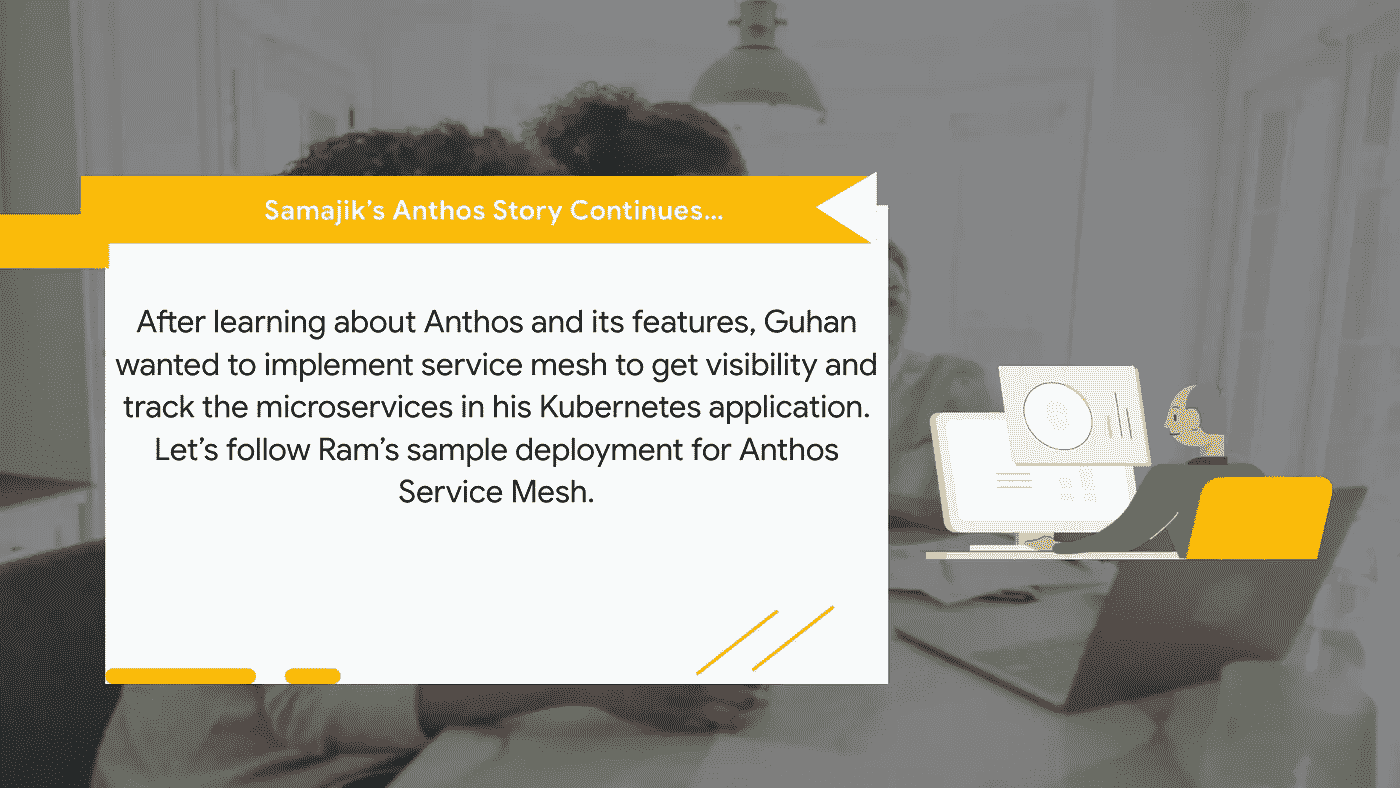 Samajik's Anthos Story Continues...
After learning about Anthos and its features, Guhan
wanted to implement service mesh to get visibility and
track the microservices in his Kubernetes application.
Let's follow Ram's sample deployment for Anthos
Service Mesh.